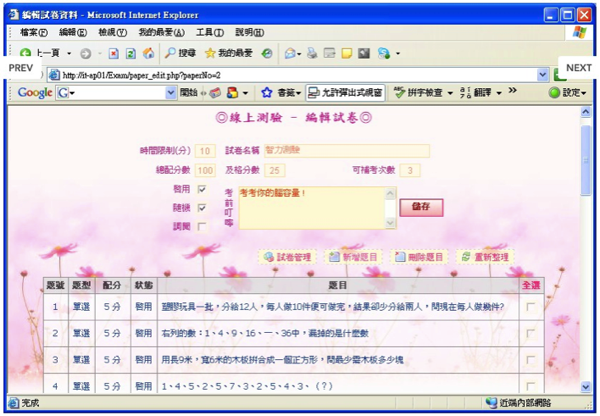 編輯試卷資料 - Microsoft Internet Explorer
檔案(F) 編輯(E) 檢視(V) 我的最愛(A) 工具(T) 說明(H)
上一頁 搜尋 我的最愛
PREV
NEXT
http://it-ap01/Exam/paper_edit.php?paperNo=2
Google G 開始 書籤 允許彈出式視窗 拼字檢查 翻譯 設定
◎線上測驗 - 編輯試卷◎
時間限制(分) 10 試卷名稱 智力測驗
總配分數 100 及格分數 25 可補考次數 3
啟用 考前叮嚀 考考你的腦容量！
隨機 儲存
調閱
試卷管理 新增題目 刪除題目 重新整理
題號 題型 配分 狀態 題目 全選
1 單選 5 分 啟用 塑膠玩具一批，分給12人，每人做10件便可做完，結果卻少分給兩人，問現在每人做幾件?
2 單選 5 分 啟用 右列的數：1、4、9、16、一、36中，漏掉的是什麼數
3 單選 5 分 啟用 用長9米，寬6米的木板拼合成一個正方形，問最少需木板多少塊
4 單選 5 分 啟用 1、4、5、2、5、7、3、2、5、4、3、（？）
完成 近端內部網路